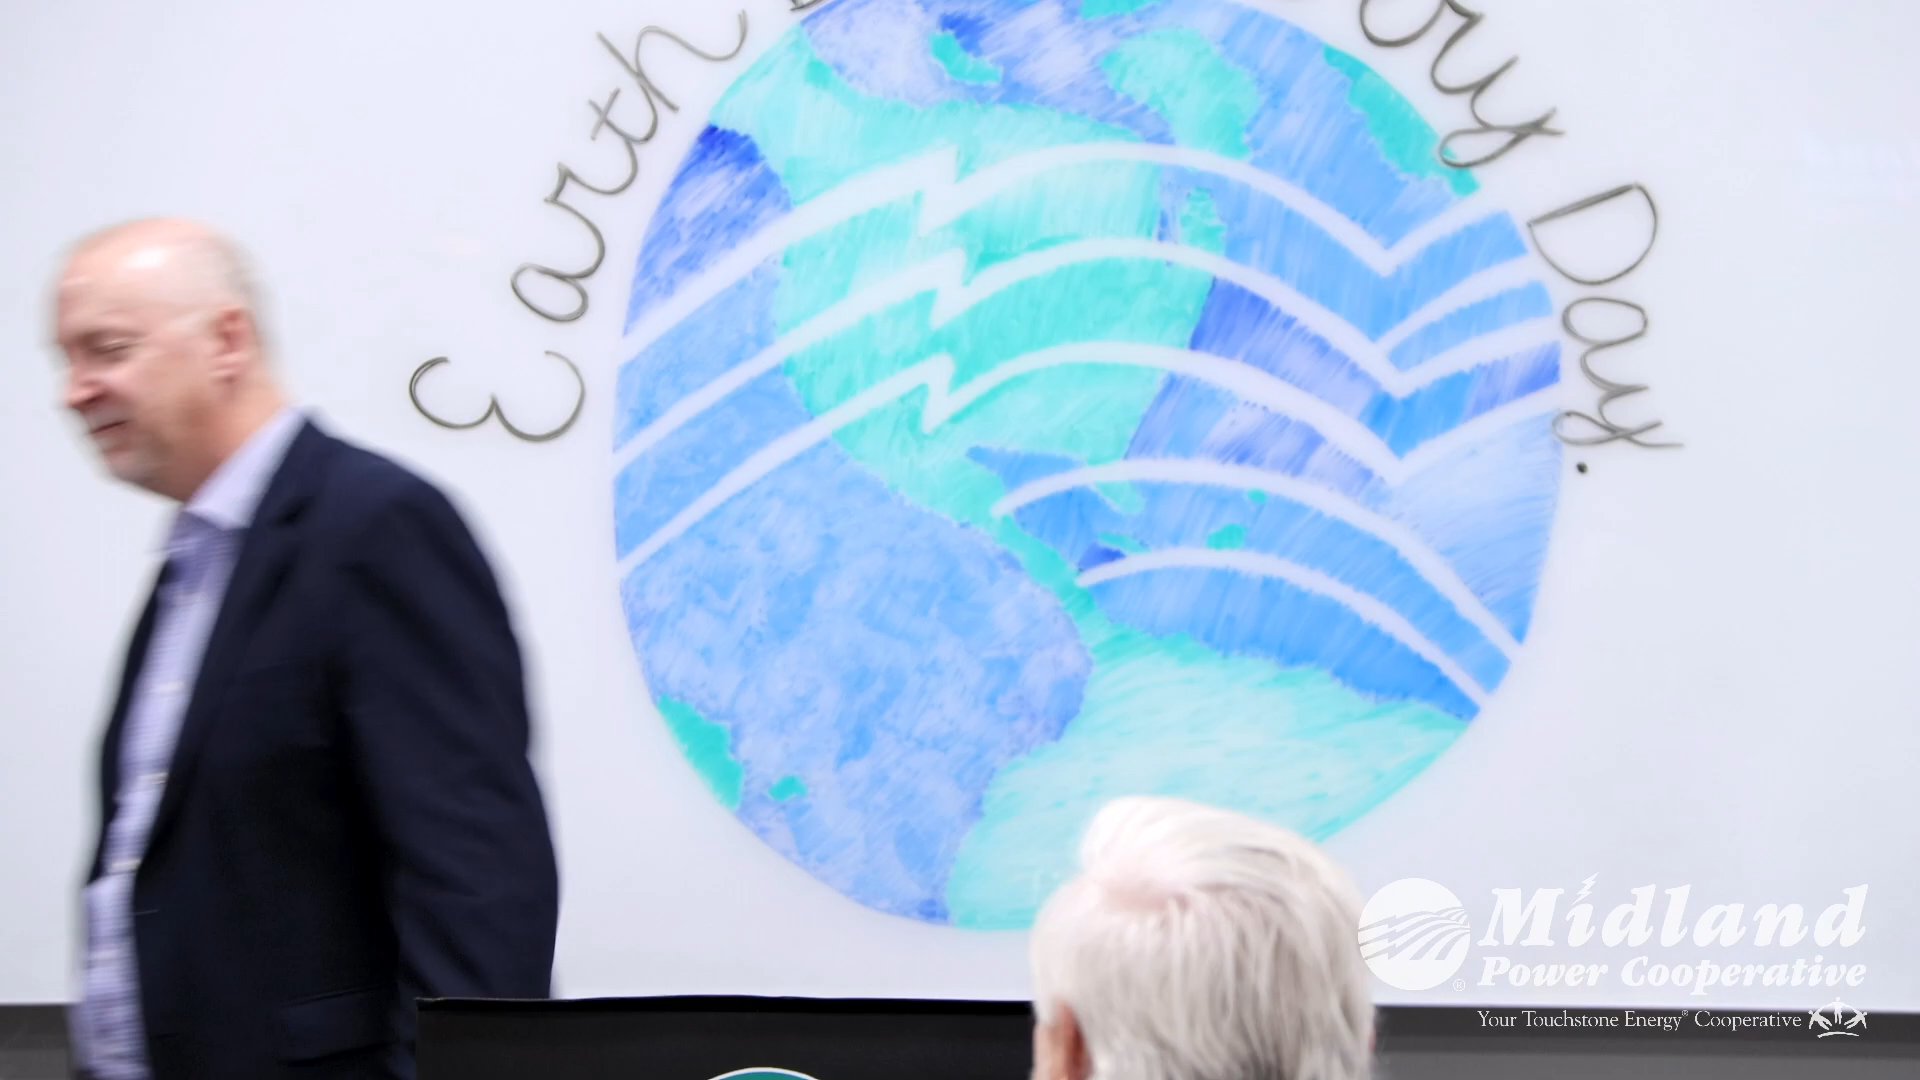 Earth
Day.
Midland
Power Cooperative
®
Your Touchstone Energy® Cooperative